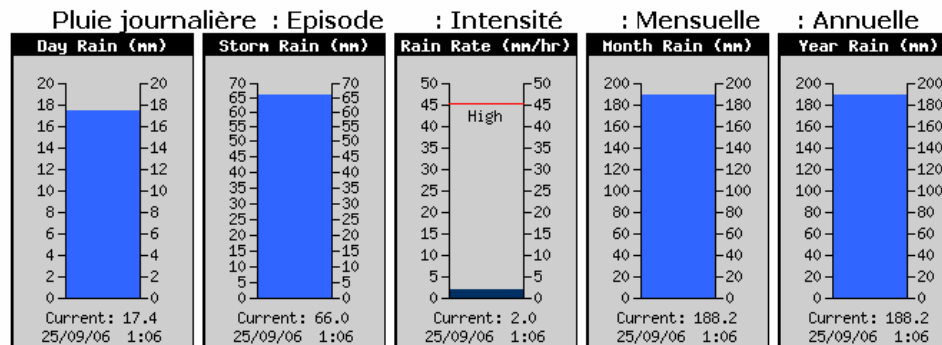 Pluie journalière : Episode : Intensité : Mensuelle : Annuelle
Day Rain (mm) Storm Rain (mm) Rain Rate (mm/hr) Month Rain (mm) Year Rain (mm)
20 20 70 70 50 50 200 200 200 200
65 65
18 18 60 60 45 45 180 180 180 180
High
16 16 55 55 40 40 160 160 160 160
50 50
14 14 45 45 35 35 140 140 140 140
12 12 40 40 30 30 120 120 120 120
35 35
10 10 30 30 25 25 100 100 100 100
8 8 25 25 20 20 80 80 80 80
20 20
6 6 15 15 15 15 60 60 60 60
4 4 10 10 10 10 40 40 40 40
2 2 5 5 5 5 20 20 20 20
0 0 0 0 0 0 0 0 0 0
Current: 17.4 Current: 66.0 Current: 2.0 Current: 188.2 Current: 188.2
25/09/06 1:06 25/09/06 1:06 25/09/06 1:06 25/09/06 1:06 25/09/06 1:06